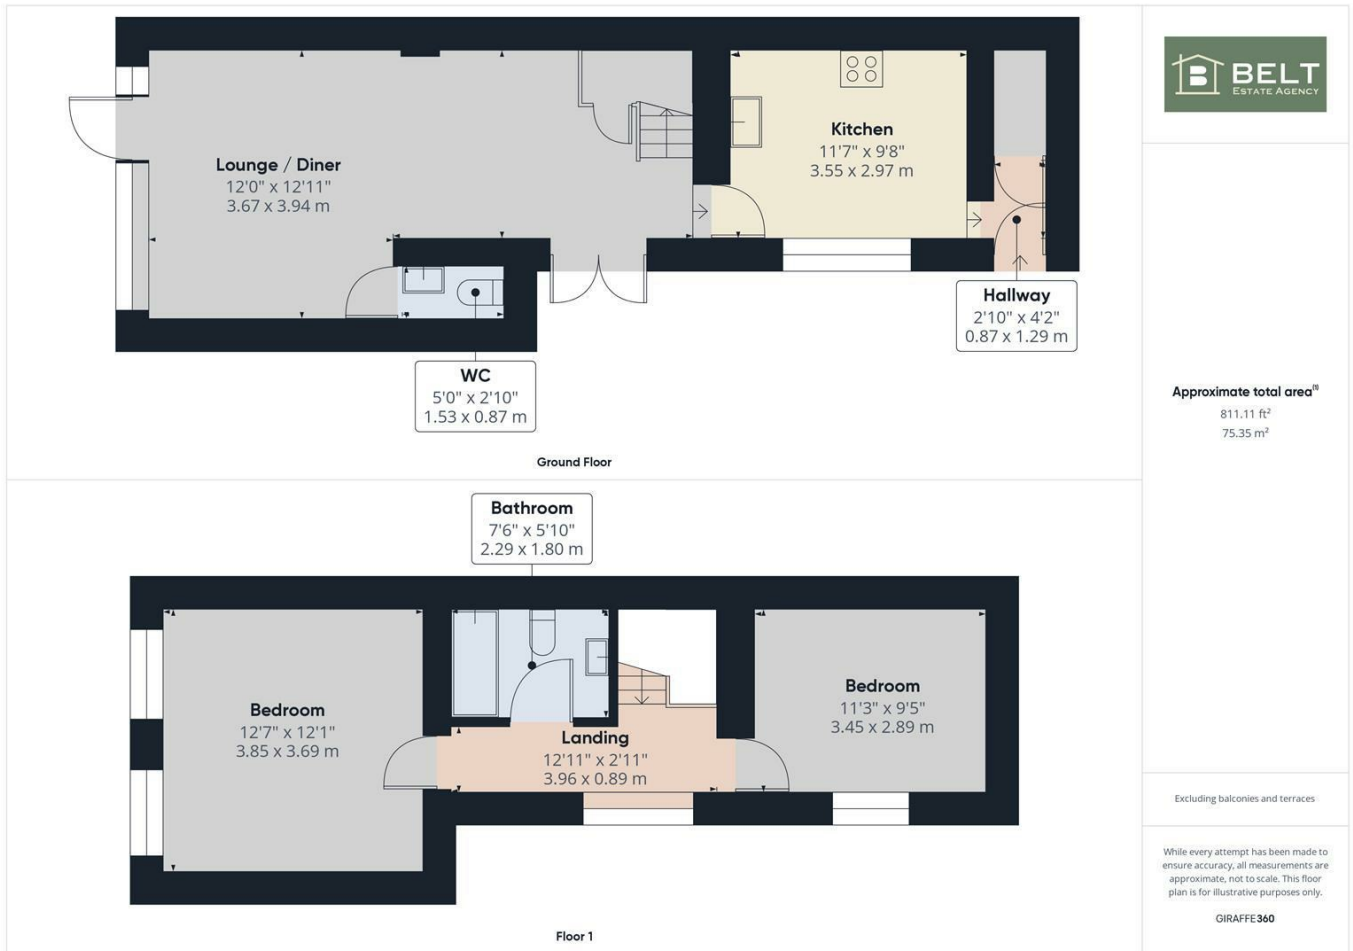 BELT
ESTATE AGENCY
Lounge / Diner
12'0" x 12'11"
3.67 x 3.94 m
Kitchen
11'7" x 9'8"
3.55 x 2.97 m
Hallway
2'10" x 4'2"
0.87 x 1.29 m
WC
5'0" x 2'10"
1.53 x 0.87 m
Ground Floor
Bathroom
7'6" x 5'10"
2.29 x 1.80 m
Bedroom
12'7" x 12'1"
3.85 x 3.69 m
Landing
12'11" x 2'11"
3.96 x 0.89 m
Bedroom
11'3" x 9'5"
3.45 x 2.89 m
Floor 1
Approximate total area⁽¹⁾
811.11 ft²
75.35 m²
Excluding balconies and terraces
While every attempt has been made to
ensure accuracy, all measurements are
approximate, not to scale. This floor
plan is for illustrative purposes only.
GIRAFFE360